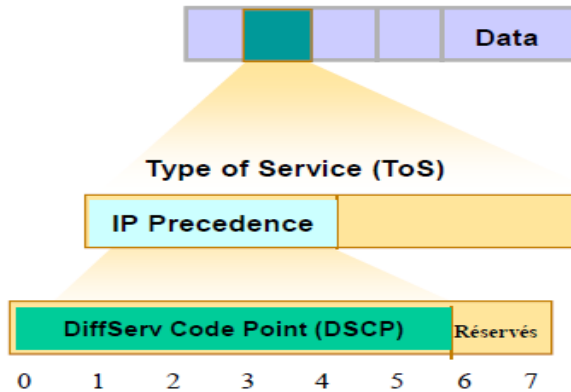 Data
Type of Service (ToS)
IP Precedence
DiffServ Code Point (DSCP) Réservés
0 1 2 3 4 5 6 7